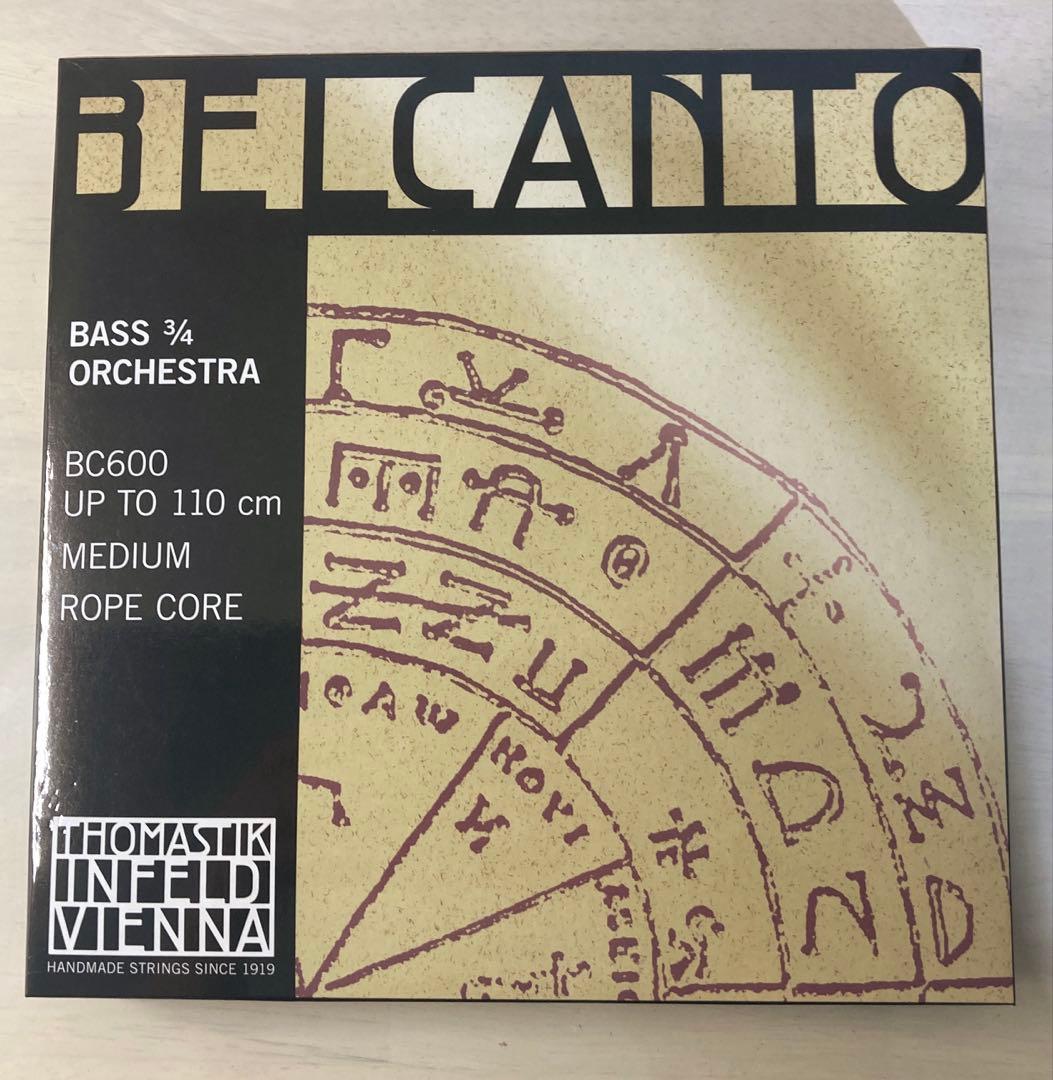 BELCANTO
BASS ¾
ORCHESTRA
BC600
UP TO 110 cm
MEDIUM
ROPE CORE
THOMASTIK
INFELD
VIENNA
HANDMADE STRINGS SINCE 1919